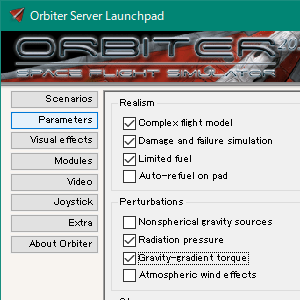 Orbiter Server Launchpad
ORBITER
SPACE FLIGHT SIMULATOR
Scenarios
Parameters
Visual effects
Modules
Video
Joystick
Extra
About Orbiter
Realism
Complex flight model
Damage and failure simulation
Limited fuel
Auto-refuel on pad
Perturbations
Nonspherical gravity sources
Radiation pressure
Gravity-gradient torque
Atmospheric wind effects